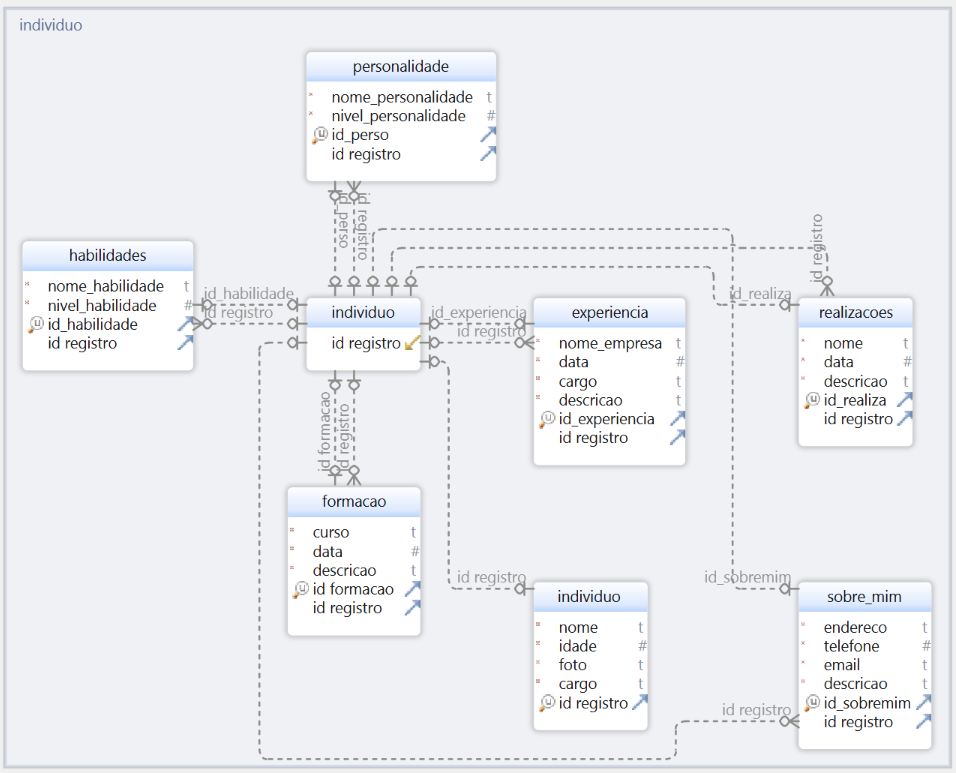 individuo
personalidade
nome_personalidade t
nivel_personalidade #
u id_perso
id registro
id_perso
id registro
habilidades
nome_habilidade t
nivel_habilidade #
u id_habilidade
id registro
id_habilidade
id registro
individuo
id registro
id_experiencia
id registro
experiencia
nome_empresa t
data #
cargo t
descricao t
u id_experiencia
id registro
id registro
id_realiza
realizacoes
nome t
data #
descricao t
u id_realiza
id registro
id formacao
id registro
formacao
curso t
data #
descricao t
u id formacao
id registro
id registro
individuo
nome t
idade #
foto t
cargo t
u id registro
id_sobremim
sobre_mim
endereco t
telefone #
email t
descricao t
u id_sobremim
id registro
id registro